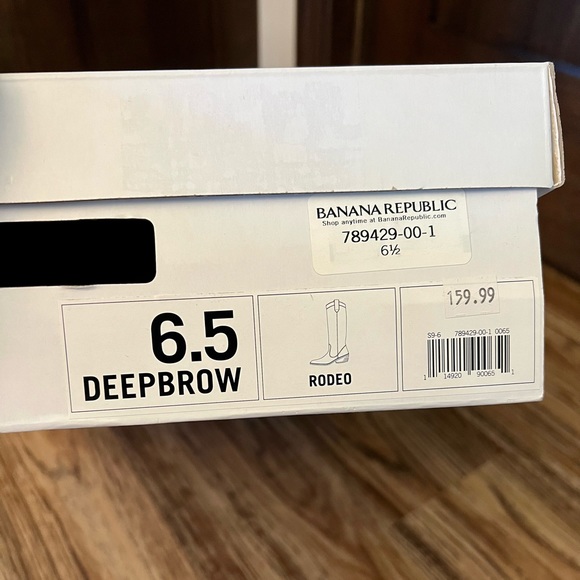 BANANA REPUBLIC
Shop anytime at BananaRepublic.com
789429-00-1
6½
159.99
6.5
DEEPBROW
RODEO
S9-6 789429-00-1 0065
1 14920 90065 1